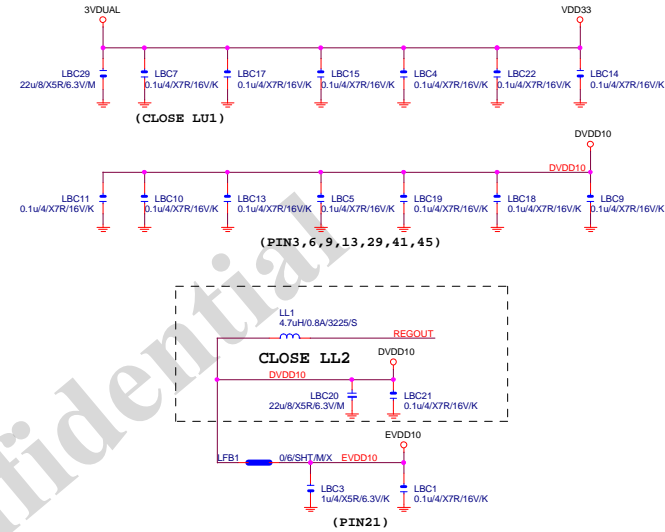 3VDUAL
VDD33
LBC29
22u/8/X5R/6.3V/M
LBC7
0.1u/4/X7R/16V/K
LBC17
0.1u/4/X7R/16V/K
LBC15
0.1u/4/X7R/16V/K
LBC4
0.1u/4/X7R/16V/K
LBC22
0.1u/4/X7R/16V/K
LBC14
0.1u/4/X7R/16V/K
(CLOSE LU1)
DVDD10
DVDD10
LBC11
0.1u/4/X7R/16V/K
LBC10
0.1u/4/X7R/16V/K
LBC13
0.1u/4/X7R/16V/K
LBC5
0.1u/4/X7R/16V/K
LBC19
0.1u/4/X7R/16V/K
LBC18
0.1u/4/X7R/16V/K
LBC9
0.1u/4/X7R/16V/K
(PIN3,6,9,13,29,41,45)
LL1
4.7uH/0.8A/3225/S
REGOUT
CLOSE LL2
DVDD10
DVDD10
LBC20
22u/8/X5R/6.3V/M
LBC21
0.1u/4/X7R/16V/K
EVDD10
LFB1
0/6/SHT/M/X
EVDD10
LBC3
1u/4/X5R/6.3V/K
LBC1
0.1u/4/X7R/16V/K
(PIN21)
nfidential